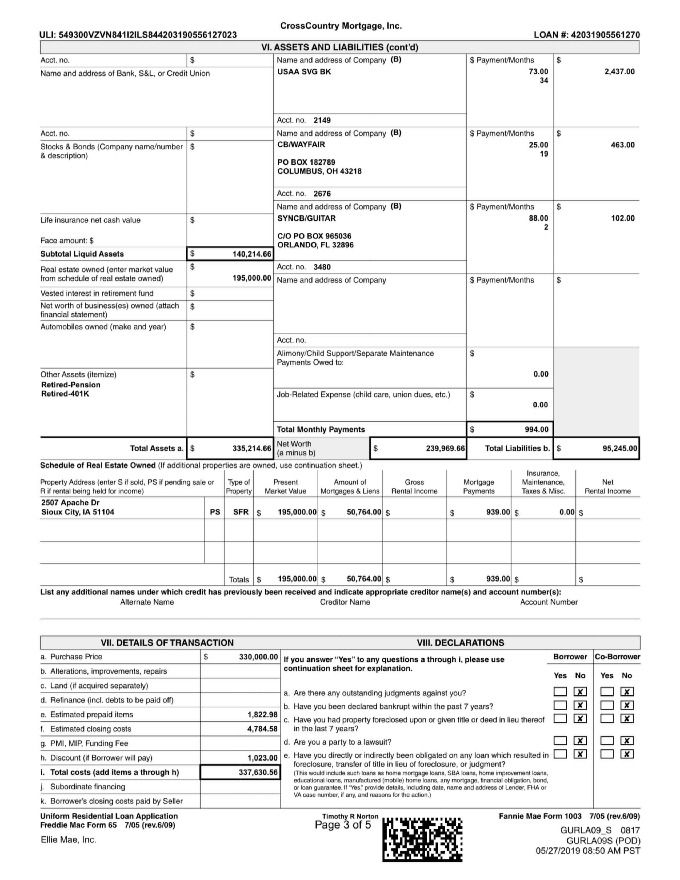 CrossCountry Mortgage, Inc.
ULI: 549300VZVN841I2ILS844203190556127023
LOAN #: 42031905561270
VI. ASSETS AND LIABILITIES (cont'd)
Acct. no. $
Name and address of Bank, S&L, or Credit Union
Acct. no. $
Stocks & Bonds (Company name/number & description) $
Life insurance net cash value $
Face amount: $
Subtotal Liquid Assets $ 140,214.66
Real estate owned (enter market value from schedule of real estate owned) $ 195,000.00
Vested interest in retirement fund $
Net worth of business(es) owned (attach financial statement) $
Automobiles owned (make and year) $
Other Assets (itemize) $
Retired-Pension
Retired-401K
Total Assets a. $ 335,214.66
Name and address of Company (B) $ Payment/Months $
USAA SVG BK 73.00 2,437.00
34
Acct. no. 2149
Name and address of Company (B) $ Payment/Months $
CB/WAYFAIR 25.00 463.00
19
PO BOX 182789
COLUMBUS, OH 43218
Acct. no. 2676
Name and address of Company (B) $ Payment/Months $
SYNCB/GUITAR 88.00 102.00
2
C/O PO BOX 965036
ORLANDO, FL 32896
Acct. no. 3480
Name and address of Company $ Payment/Months $
Acct. no.
Alimony/Child Support/Separate Maintenance $
Payments Owed to:
0.00
Job-Related Expense (child care, union dues, etc.) $
0.00
Total Monthly Payments $ 994.00
Net Worth (a minus b) $ 239,969.66 Total Liabilities b. $ 95,245.00
Schedule of Real Estate Owned (If additional properties are owned, use continuation sheet.)
Property Address (enter S if sold, PS if pending sale or R if rental being held for income) Type of Property Present Market Value Amount of Mortgages & Liens Gross Rental Income Mortgage Payments Insurance, Maintenance, Taxes & Misc. Net Rental Income
2507 Apache Dr
Sioux City, IA 51104 PS SFR $ 195,000.00 $ 50,764.00 $ $ 939.00 $ 0.00 $
Totals $ 195,000.00 $ 50,764.00 $ $ 939.00 $ $
List any additional names under which credit has previously been received and indicate appropriate creditor name(s) and account number(s):
Alternate Name Creditor Name Account Number
VII. DETAILS OF TRANSACTION
a. Purchase Price $ 330,000.00
b. Alterations, improvements, repairs
c. Land (if acquired separately)
d. Refinance (incl. debts to be paid off)
e. Estimated prepaid items 1,822.98
f. Estimated closing costs 4,784.58
g. PMI, MIP, Funding Fee
h. Discount (if Borrower will pay) 1,023.00
i. Total costs (add items a through h) 337,630.56
j. Subordinate financing
k. Borrower's closing costs paid by Seller
VIII. DECLARATIONS
If you answer "Yes" to any questions a through i, please use continuation sheet for explanation.
Borrower Co-Borrower
Yes No Yes No
a. Are there any outstanding judgments against you? X X
b. Have you been declared bankrupt within the past 7 years? X X
c. Have you had property foreclosed upon or given title or deed in lieu thereof in the last 7 years? X X
d. Are you a party to a lawsuit? X X
e. Have you directly or indirectly been obligated on any loan which resulted in foreclosure, transfer of title in lieu of foreclosure, or judgment? X X
(This would include such loans as home mortgage loans, SBA loans, home improvement loans, educational loans, manufactured (mobile) home loans, any mortgage, financial obligation, bond, or loan guarantee. If "Yes," provide details, including date, name and address of Lender, FHA or VA case number, if any, and reasons for the action.)
Uniform Residential Loan Application
Freddie Mac Form 65 7/05 (rev.6/09)
Ellie Mae, Inc.
Timothy R Norton
Page 3 of 5
Fannie Mae Form 1003 7/05 (rev.6/09)
GURLA09_S 0817
GURLA09S (POD)
05/27/2019 08:50 AM PST